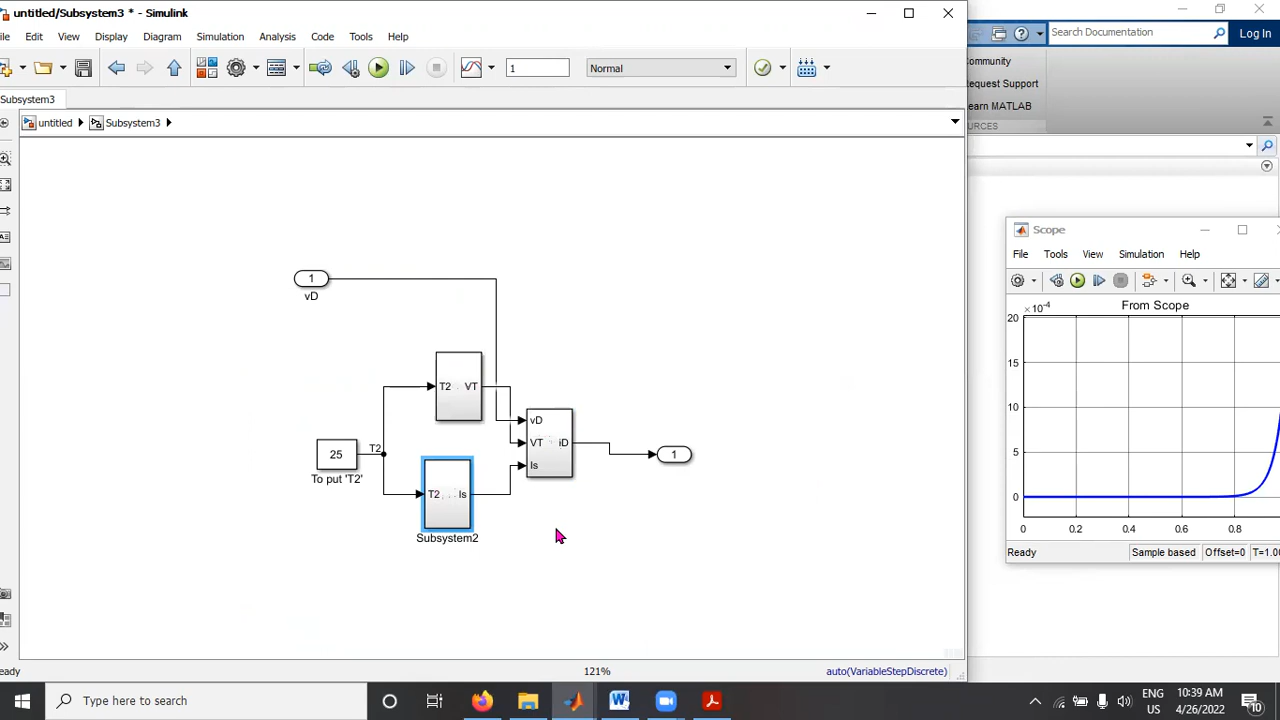 untitled/Subsystem3 * - Simulink
ile Edit View Display Diagram Simulation Analysis Code Tools Help
1
Normal
Subsystem3
untitled Subsystem3
Search Documentation
Log In
ommunity
equest Support
earn MATLAB
URCES
1
vD
T2 VT
25
To put 'T2'
T2
T2 Is
Subsystem2
vD
VT iD
Is
1
eady
121%
auto(VariableStepDiscrete)
Scope
File Tools View Simulation Help
×10-4
From Scope
20
15
10
5
0
0 0.2 0.4 0.6 0.8
Ready Sample based Offset=0 T=1.00
Type here to search
ENG
US
10:39 AM
4/26/2022
10